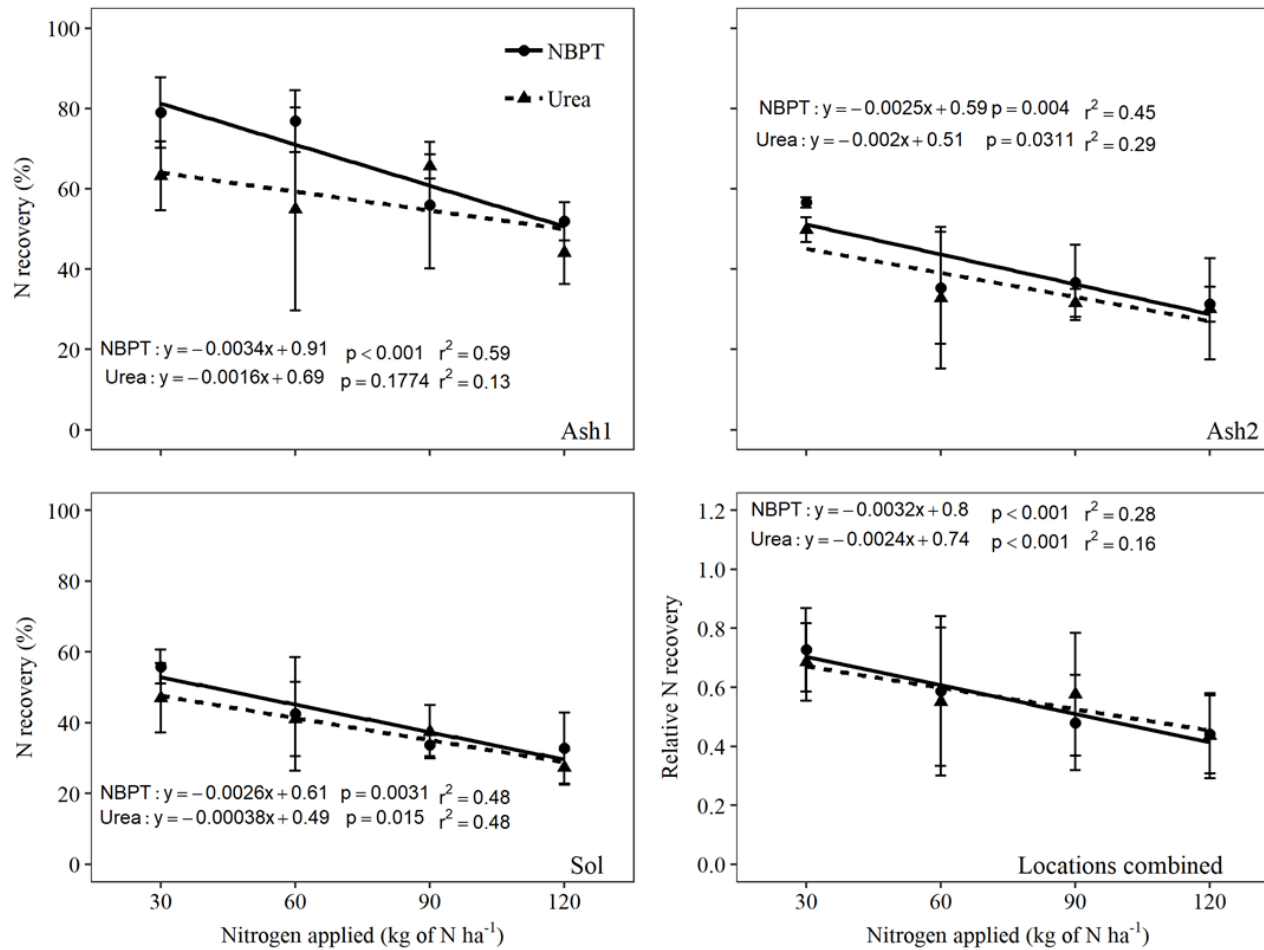 100
80
60
40
20
0
N recovery (%)
NBPT
Urea
NBPT : y = −0.0034x + 0.91 p < 0.001 r² = 0.59
Urea : y = −0.0016x + 0.69 p = 0.1774 r² = 0.13
Ash1
NBPT : y = −0.0025x + 0.59 p = 0.004 r² = 0.45
Urea : y = −0.002x + 0.51 p = 0.0311 r² = 0.29
Ash2
100
80
60
40
20
0
N recovery (%)
NBPT : y = −0.0026x + 0.61 p = 0.0031 r² = 0.48
Urea : y = −0.00038x + 0.49 p = 0.015 r² = 0.48
Sol
30 60 90 120
Nitrogen applied (kg of N ha⁻¹)
1.2
1.0
0.8
0.6
0.4
0.2
0.0
Relative N recovery
NBPT : y = −0.0032x + 0.8 p < 0.001 r² = 0.28
Urea : y = −0.0024x + 0.74 p < 0.001 r² = 0.16
Locations combined
30 60 90 120
Nitrogen applied (kg of N ha⁻¹)